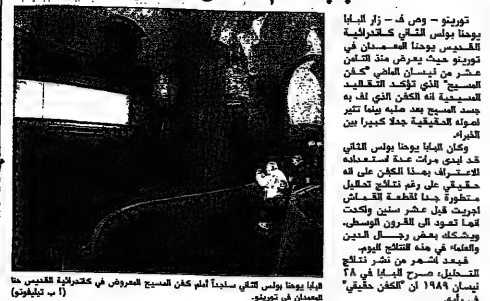 تورينو – وص ف – زار البابا
يوحنا بولس الثاني كاتدرائية
القديس يوحنا المعمدان في
تورينو حيث يعرض منذ الثامن
عشر من نيسان الماضي "كفن
المسيح" الذي تؤكد التقاليد
المسيحية انه الكفن الذي لف به
جسد المسيح بعد صلبه بينما تثير
اصوله الحقيقية جدلا كبيرا بين
الخبراء.
وكان البابا يوحنا بولس الثاني
قد ابدى مرات عدة استعداده
للاعتراف بهذا الكفن على انه
حقيقي على رغم نتائج تحاليل
متطورة جدا لقطعة القماش
اجريت قبل عشر سنين واكدت
انها تعود الى القرون الوسطى.
ويشكك بعض رجال الدين
والعلماء في هذه النتائج اليوم.
فبعد اشهر من نشر نتائج
التحليل، صرح البابا في ٢٨
نيسان ١٩٨٩ ان "الكفن حقيقي"
البابا يوحنا بولس الثاني ساجداً أمام كفن المسيح المعروض في كاتدرائية القديس حنا
المعمدان في تورينو.
(أ ب تيليفوتو)